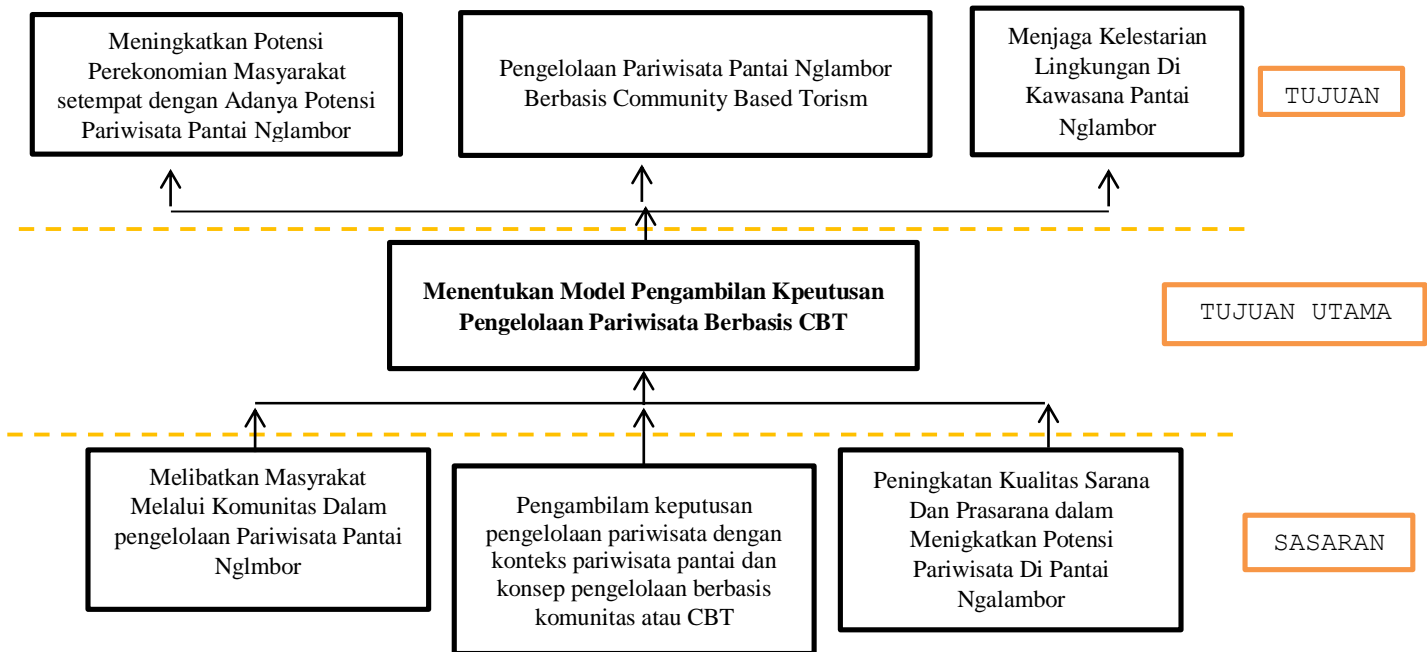 Meningkatkan Potensi
Perekonomian Masyarakat
setempat dengan Adanya Potensi
Pariwisata Pantai Nglambor
Pengelolaan Pariwisata Pantai Nglambor
Berbasis Community Based Torism
Menjaga Kelestarian
Lingkungan Di
Kawasana Pantai
Nglambor
TUJUAN
Menentukan Model Pengambilan Kpeutusan
Pengelolaan Pariwisata Berbasis CBT
TUJUAN UTAMA
Melibatkan Masyrakat
Melalui Komunitas Dalam
pengelolaan Pariwisata Pantai
Nglmbor
Pengambilam keputusan
pengelolaan pariwisata dengan
konteks pariwisata pantai dan
konsep pengelolaan berbasis
komunitas atau CBT
Peningkatan Kualitas Sarana
Dan Prasarana dalam
Menigkatkan Potensi
Pariwisata Di Pantai
Ngalambor
SASARAN